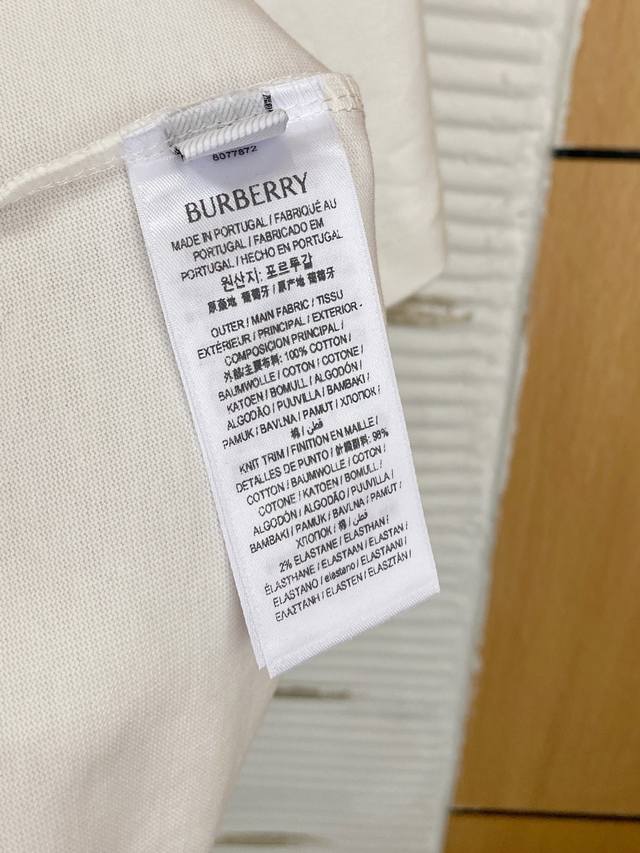 8077872
BURBERRY
MADE IN PORTUGAL / FABRIQUÉ AU
PORTUGAL / FABRICADO EM
PORTUGAL / HECHO EN PORTUGAL
원산지: 포르투갈
原產地 葡萄牙 / 原产地 葡萄牙
OUTER / MAIN FABRIC / TISSU
EXTÉRIEUR / PRINCIPAL / EXTERIOR -
COMPOSICION PRINCIPAL /
外部/主要布料: 100% COTTON /
BAUMWOLLE / COTON / COTONE /
KATOEN / BOMULL / ALGODÓN /
ALGODÃO / PUUVILLA / BAMBAKI /
PAMUK / BAVLNA / PAMUT / ХЛОПОК /
棉 / قطن
KNIT TRIM / FINITION EN MAILLE /
DETALLES DE PUNTO / 針織副料: 98%
COTTON / BAUMWOLLE / COTON /
COTONE / KATOEN / BOMULL /
ALGODÓN / ALGODÃO / PUUVILLA /
BAMBAKI / PAMUK / BAVLNA / PAMUT /
ХЛОПОК / 棉 / قطن /
2% ELASTANE / ELASTHAN /
ÉLASTHANE / ELASTAAN / ELASTAN /
ELASTANO / elastano / ELASTAANI /
ΕΛΑΣΤΑΝΗ / ELASTEN / ELASZTÁN /